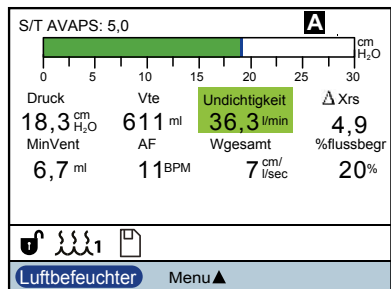 S/T AVAPS: 5,0 A
cm H₂O
0 5 10 15 20 25 30
Druck Vte Undichtigkeit Δ Xrs
18,3 cm H₂O 611 ml 36,3 l/min 4,9
MinVent AF Wgesamt %flussbegr
6,7 ml 11 BPM 7 cm/ l/sec 20%
1
Luftbefeuchter Menu▲